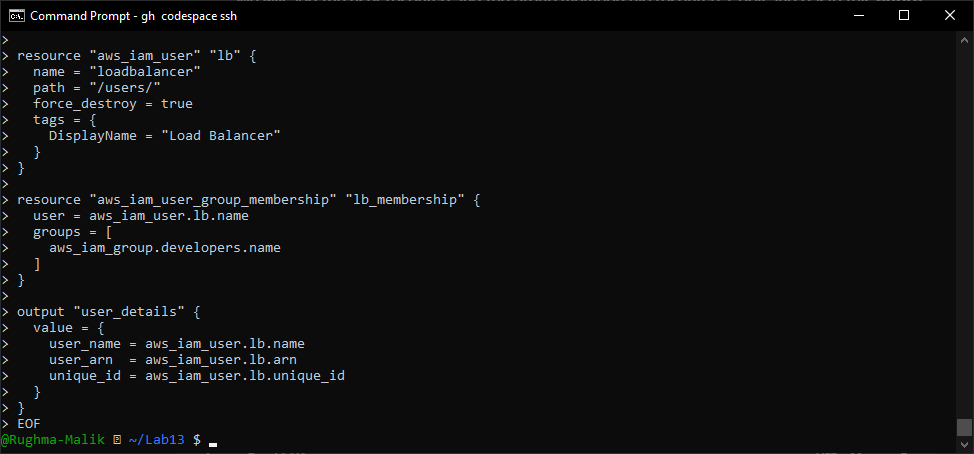 Command Prompt - gh  codespace ssh
>
> resource "aws_iam_user" "lb" {
>   name = "loadbalancer"
>   path = "/users/"
>   force_destroy = true
>   tags = {
>     DisplayName = "Load Balancer"
>   }
> }
>
> resource "aws_iam_user_group_membership" "lb_membership" {
>   user = aws_iam_user.lb.name
>   groups = [
>     aws_iam_group.developers.name
>   ]
> }
>
> output "user_details" {
>   value = {
>     user_name = aws_iam_user.lb.name
>     user_arn  = aws_iam_user.lb.arn
>     unique_id = aws_iam_user.lb.unique_id
>   }
> }
> EOF
@Rughma-Malik ~/Lab13 $